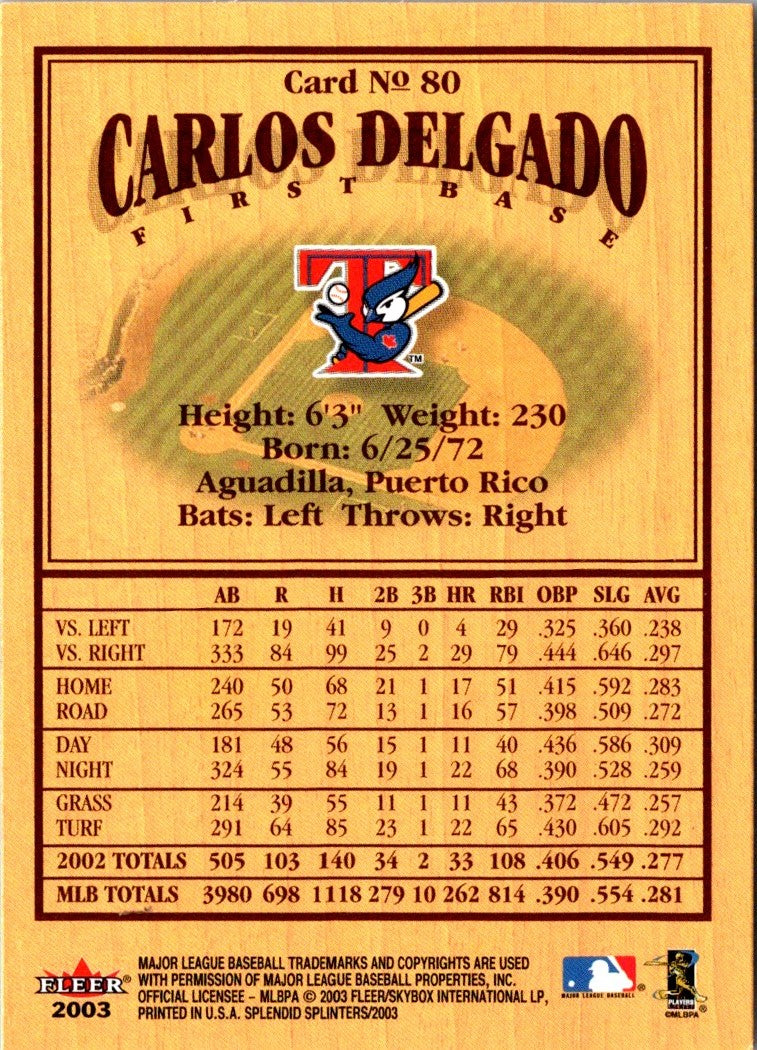 Card Nº 80
CARLOS DELGADO
FIRST BASE
T
TM
Height: 6'3" Weight: 230
Born: 6/25/72
Aguadilla, Puerto Rico
Bats: Left Throws: Right
AB R H 2B 3B HR RBI OBP SLG AVG
VS. LEFT 172 19 41 9 0 4 29 .325 .360 .238
VS. RIGHT 333 84 99 25 2 29 79 .444 .646 .297
HOME 240 50 68 21 1 17 51 .415 .592 .283
ROAD 265 53 72 13 1 16 57 .398 .509 .272
DAY 181 48 56 15 1 11 40 .436 .586 .309
NIGHT 324 55 84 19 1 22 68 .390 .528 .259
GRASS 214 39 55 11 1 11 43 .372 .472 .257
TURF 291 64 85 23 1 22 65 .430 .605 .292
2002 TOTALS 505 103 140 34 2 33 108 .406 .549 .277
MLB TOTALS 3980 698 1118 279 10 262 814 .390 .554 .281
FLEER®
2003
MAJOR LEAGUE BASEBALL TRADEMARKS AND COPYRIGHTS ARE USED
WITH PERMISSION OF MAJOR LEAGUE BASEBALL PROPERTIES, INC.
OFFICIAL LICENSEE – MLBPA © 2003 FLEER/SKYBOX INTERNATIONAL LP,
PRINTED IN U.S.A. SPLENDID SPLINTERS/2003
MAJOR LEAGUE BASEBALL
PLAYERS
®
©MLBPA